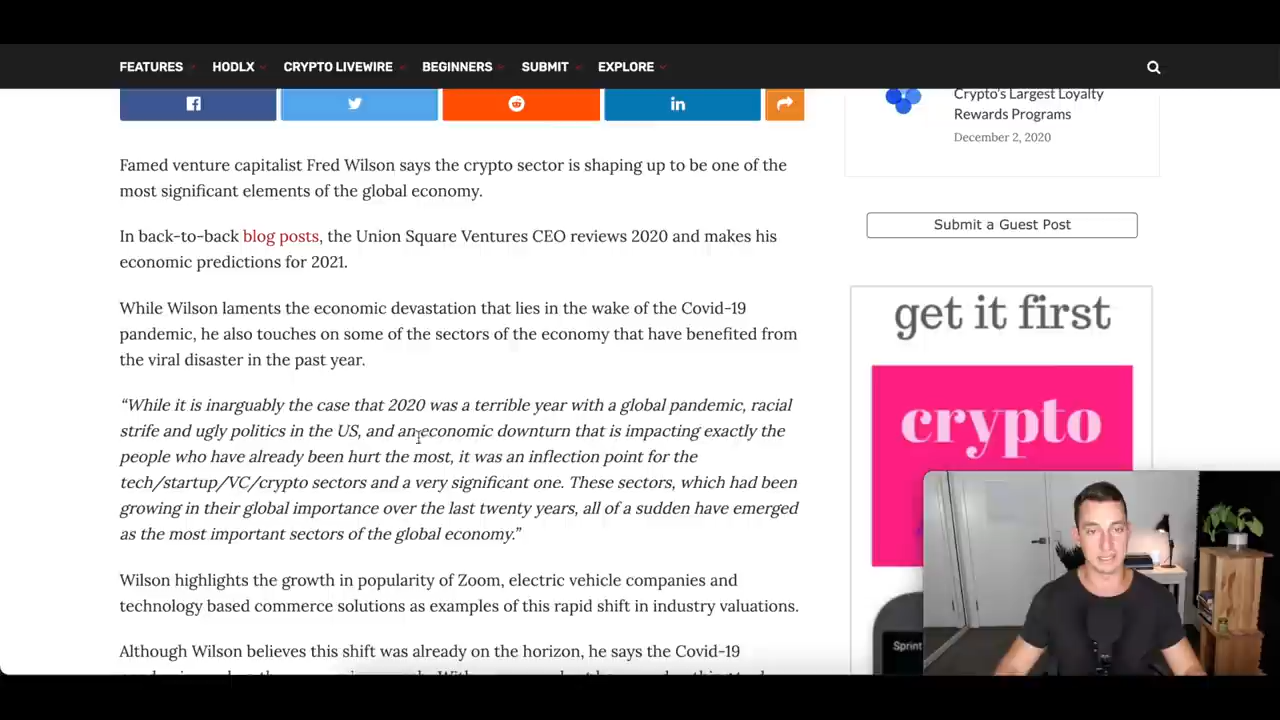 FEATURES HODLX CRYPTO LIVEWIRE BEGINNERS SUBMIT EXPLORE
Crypto's Largest Loyalty
Rewards Programs
December 2, 2020
Famed venture capitalist Fred Wilson says the crypto sector is shaping up to be one of the
most significant elements of the global economy.
In back-to-back blog posts, the Union Square Ventures CEO reviews 2020 and makes his
economic predictions for 2021.
While Wilson laments the economic devastation that lies in the wake of the Covid-19
pandemic, he also touches on some of the sectors of the economy that have benefited from
the viral disaster in the past year.
“While it is inarguably the case that 2020 was a terrible year with a global pandemic, racial
strife and ugly politics in the US, and an economic downturn that is impacting exactly the
people who have already been hurt the most, it was an inflection point for the
tech/startup/VC/crypto sectors and a very significant one. These sectors, which had been
growing in their global importance over the last twenty years, all of a sudden have emerged
as the most important sectors of the global economy.”
Wilson highlights the growth in popularity of Zoom, electric vehicle companies and
technology based commerce solutions as examples of this rapid shift in industry valuations.
Although Wilson believes this shift was already on the horizon, he says the Covid-19
Submit a Guest Post
get it first
crypto
Sprint